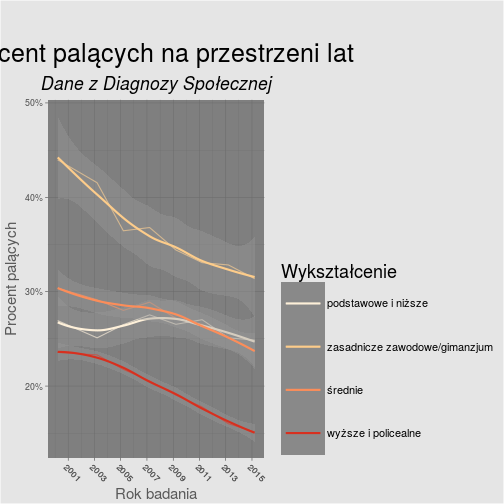 cent palących na przestrzeni lat
Dane z Diagnozy Społecznej
50%
40%
30%
20%
Procent palących
2001
2003
2005
2007
2009
2011
2013
2015
Rok badania
Wykształcenie
podstawowe i niższe
zasadnicze zawodowe/gimanzjum
średnie
wyższe i policealne